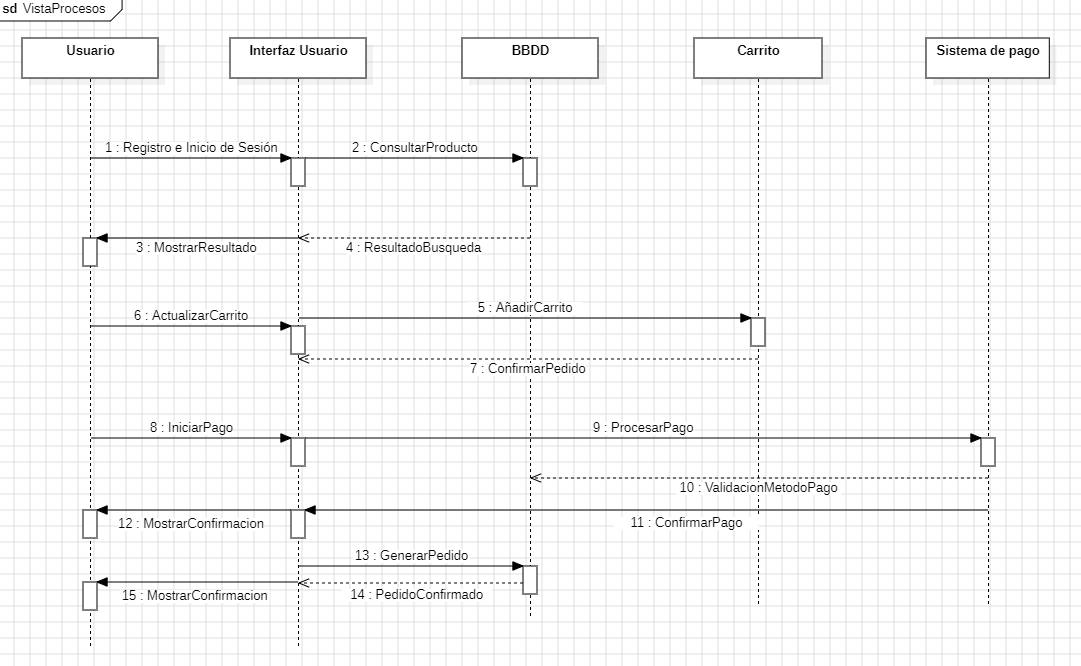 sd VistaProcesos
Usuario
Interfaz Usuario
BBDD
Carrito
Sistema de pago
1 : Registro e Inicio de Sesión
2 : ConsultarProducto
3 : MostrarResultado
4 : ResultadoBusqueda
5 : AñadirCarrito
6 : ActualizarCarrito
7 : ConfirmarPedido
8 : IniciarPago
9 : ProcesarPago
10 : ValidacionMetodoPago
12 : MostrarConfirmacion
11 : ConfirmarPago
13 : GenerarPedido
15 : MostrarConfirmacion
14 : PedidoConfirmado